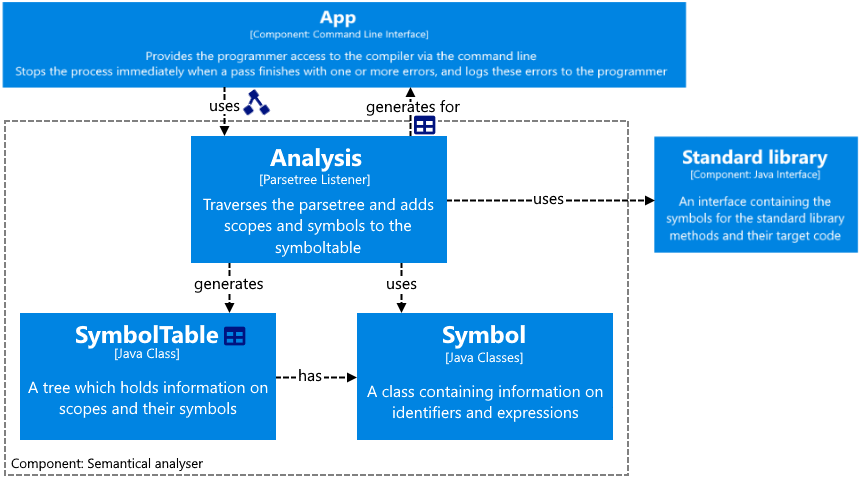 App
[Component: Command Line Interface]
Provides the programmer access to the compiler via the command line
Stops the process immediately when a pass finishes with one or more errors, and logs these errors to the programmer
uses
generates for
Analysis
[Parsetree Listener]
Traverses the parsetree and adds
scopes and symbols to the
symboltable
uses
Standard library
[Component: Java Interface]
An interface containing the
symbols for the standard library
methods and their target code
generates
uses
SymbolTable
[Java Class]
A tree which holds information on
scopes and their symbols
has
Symbol
[Java Classes]
A class containing information on
identifiers and expressions
Component: Semantical analyser